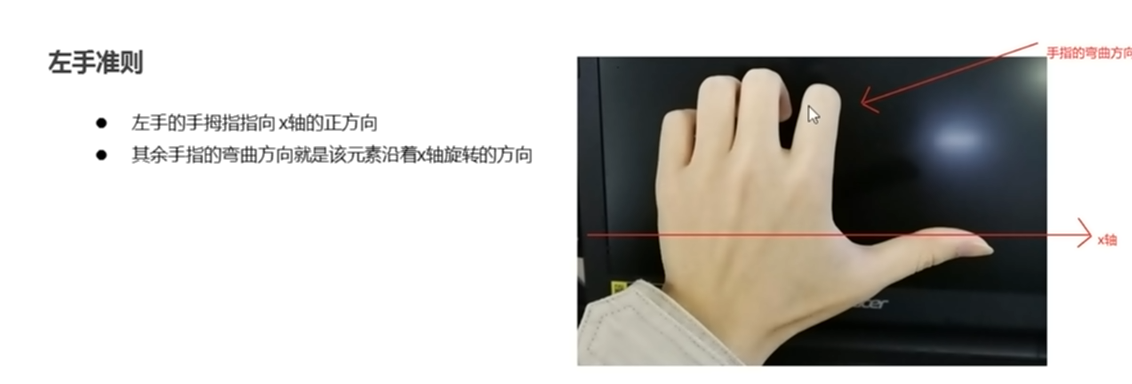 左手准则
手指的弯曲方向
● 左手的手拇指指向 x轴的正方向
● 其余手指的弯曲方向就是该元素沿着x轴旋转的方向
x轴
acer